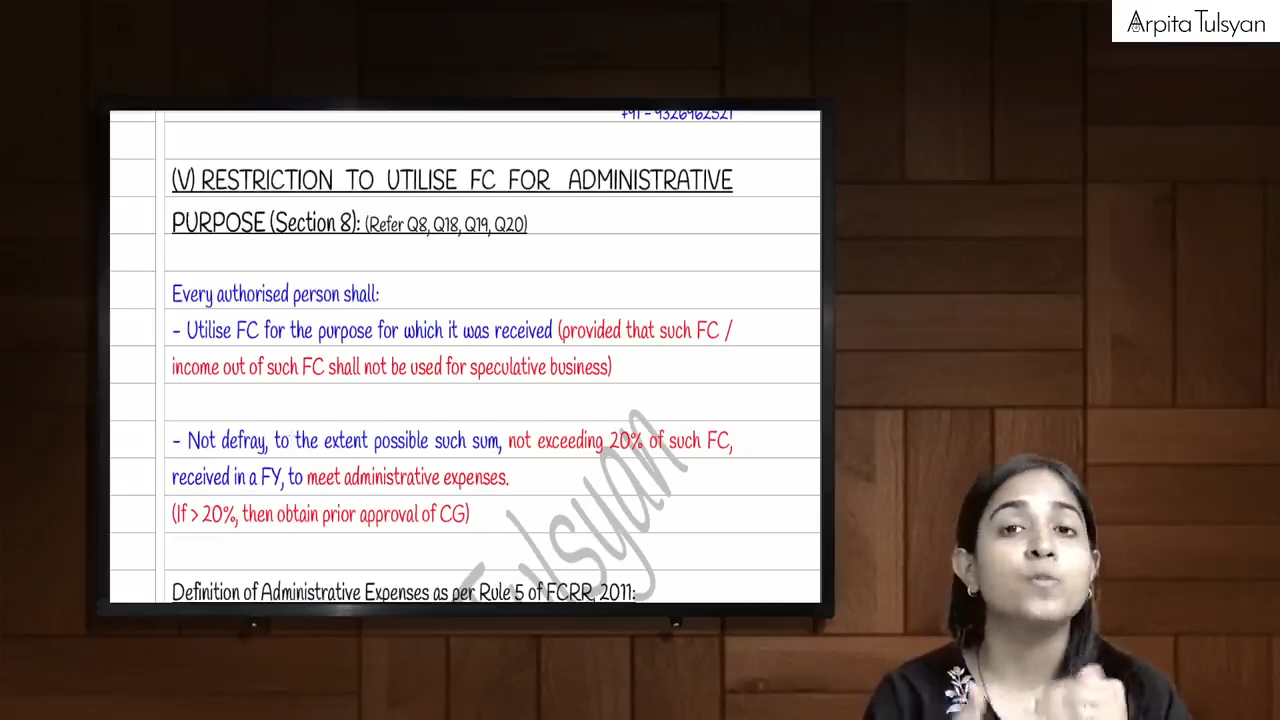 Arpita Tulsyan
+91 - 9326962521
(V) RESTRICTION TO UTILISE FC FOR ADMINISTRATIVE
PURPOSE (Section 8): (Refer Q8, Q18, Q19, Q20)
Every authorised person shall:
- Utilise FC for the purpose for which it was received (provided that such FC /
income out of such FC shall not be used for speculative business)
- Not defray, to the extent possible such sum, not exceeding 20% of such FC,
received in a FY, to meet administrative expenses.
(If > 20%, then obtain prior approval of CG)
Tulsyan
Definition of Administrative Expenses as per Rule 5 of FCRR, 2011: